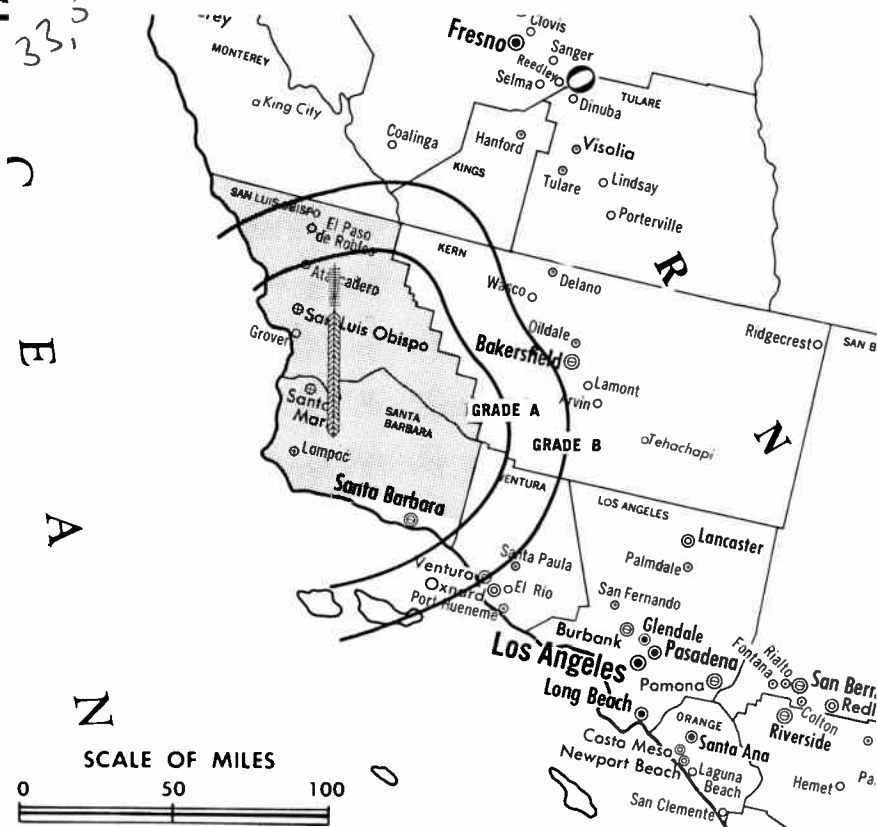 33,5
rey
MONTEREY
King City
Clovis
Fresno
Sanger
Reedley
Selma
Dinuba
TULARE
Coalinga
Hanford
Visalia
KINGS
Tulare
Lindsay
Porterville
C
SAN LUIS OBISPO
El Paso
de Robles
KERN
R
Atascadero
Wasco
Delano
San Luis Obispo
Grover
Oildale
Bakersfield
Ridgecrest
SAN B
E
Lamont
Arvin
Santa
Mar
SANTA
BARBARA
GRADE A
GRADE B
Tehachapi
N
Lompoc
Santa Barbara
VENTURA
LOS ANGELES
A
Lancaster
Santa Paula
Palmdale
Ventura
Oxnard
El Rio
Port Hueneme
San Fernando
Burbank
Glendale
Los Angeles
Pasadena
Fontana
Rialto
San Bern
Pomona
Long Beach
Colton
Redl
N
ORANGE
Riverside
Costa Mesa
Santa Ana
Newport Beach
Laguna
Beach
Hemet
Pa
San Clemente
SCALE OF MILES
0 50 100